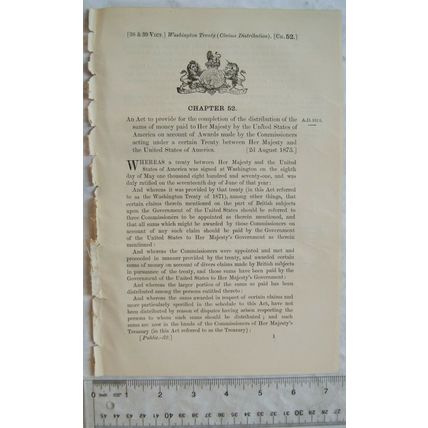 [38 & 39 VICT.] Washington Treaty (Claims Distribution). [CH. 52.]
CHAPTER 52.
An Act to provide for the completion of the distribution of the A.D. 1875.
sums of money paid to Her Majesty by the United States of
America on account of Awards made by the Commissioners
acting under a certain Treaty between Her Majesty and
the United States of America. [2d August 1875.]
WHEREAS a treaty between Her Majesty and the United
States of America was signed at Washington on the eighth
day of May one thousand eight hundred and seventy-one, and was
duly ratified on the seventeenth day of June of that year:
And whereas it was provided by that treaty (in this Act referred
to as the Washington Treaty of 1871), among other things, that
certain claims therein mentioned on the part of British subjects
upon the Government of the United States should be referred to
three Commissioners to be appointed as therein mentioned, and
that all sums which might be awarded by those Commissioners on
account of any such claim should be paid by the Government
of the United States to Her Majesty's Government as therein
mentioned:
And whereas the Commissioners were appointed and met and
proceeded in manner provided by the treaty, and awarded certain
sums of money on account of divers claims made by British subjects
in pursuance of the treaty, and those sums have been paid by the
Government of the United States to Her Majesty's Government:
And whereas the larger portion of the sums so paid has been
distributed among the persons entitled thereto:
And whereas the sums awarded in respect of certain claims and
more particularly specified in the schedule to this Act, have not
been distributed by reason of disputes having arisen respecting the
persons to whom such sums should be distributed; and such
sums are now in the hands of the Commissioners of Her Majesty's
Treasury (in this Act referred to as the Treasury):
[Public.-52.] 1
0 Inch 1 2 3 4 5 6 7